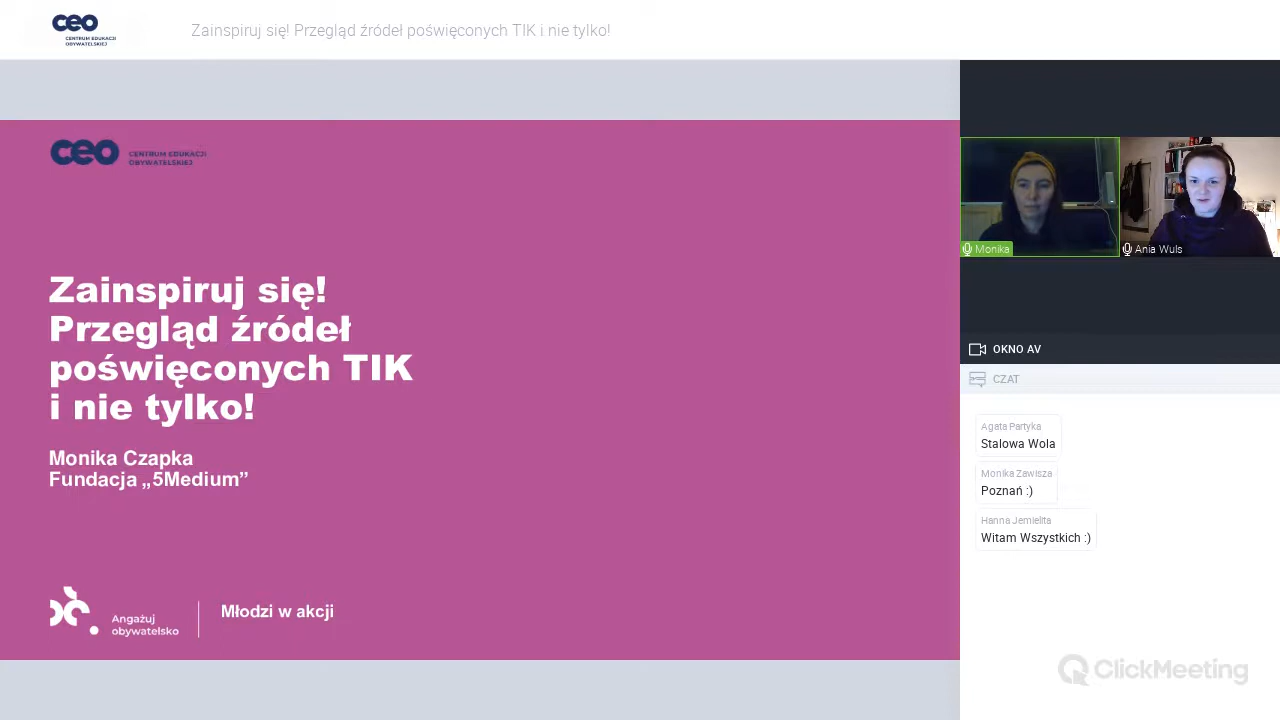 ceo
CENTRUM EDUKACJI
OBYWATELSKIEJ
Zainspiruj się! Przegląd źródeł poświęconych TIK i nie tylko!
ceo
CENTRUM EDUKACJI
OBYWATELSKIEJ
Zainspiruj się!
Przegląd źródeł
poświęconych TIK
i nie tylko!
Monika Czapka
Fundacja „5Medium”
Angażuj
obywatelsko
Młodzi w akcji
Monika
Ania Wuls
OKNO AV
CZAT
Agata Partyka
Stalowa Wola
Monika Zawisza
Poznań :)
Hanna Jemielita
Witam Wszystkich :)
ClickMeeting